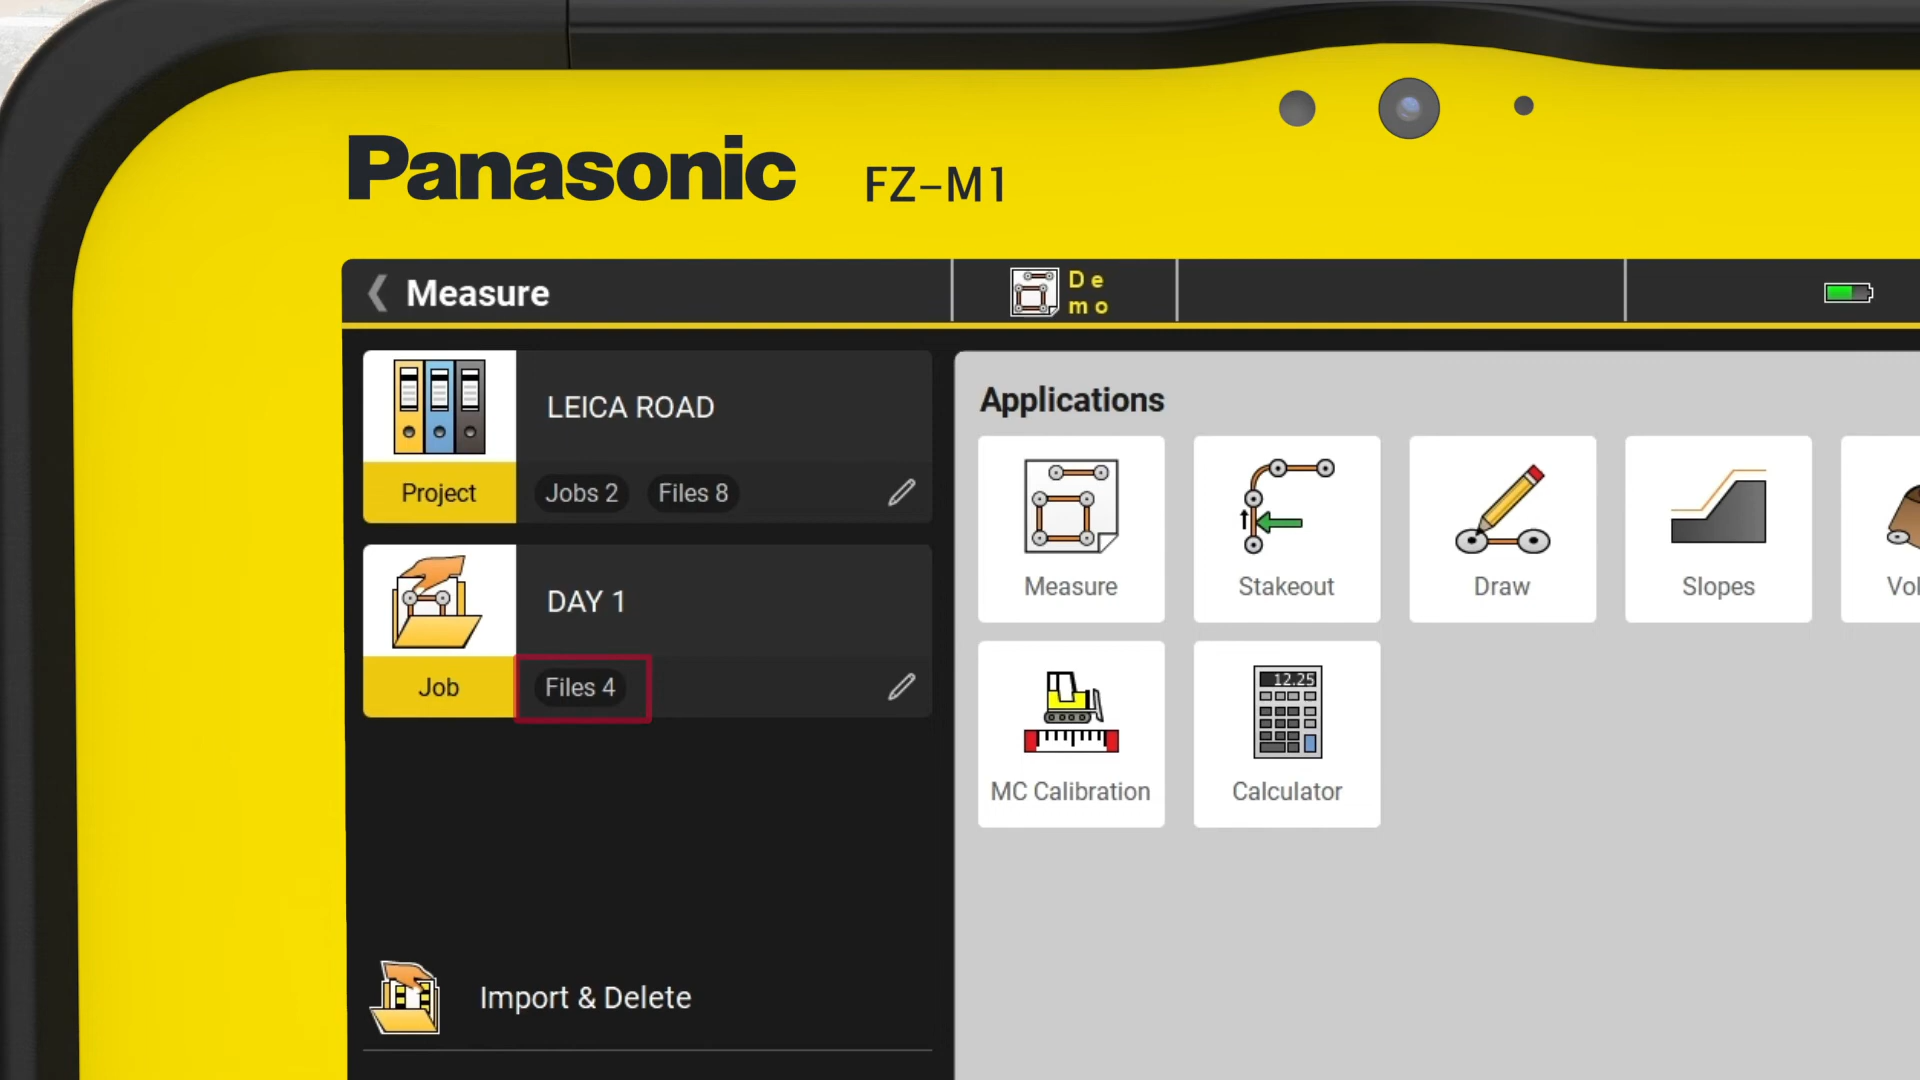 Panasonic FZ-M1
Measure
De
mo
LEICA ROAD
Project
Jobs 2
Files 8
DAY 1
Job
Files 4
Import & Delete
Applications
Measure
Stakeout
Draw
Slopes
Vol
12.25
MC Calibration
Calculator